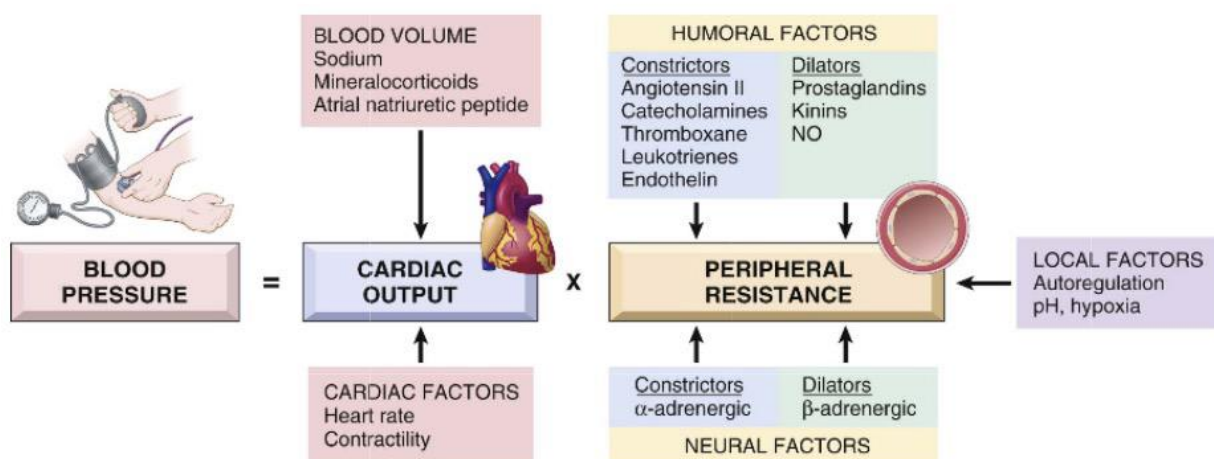 BLOOD VOLUME
Sodium
Mineralocorticoids
Atrial natriuretic peptide
HUMORAL FACTORS
Constrictors
Angiotensin II
Catecholamines
Thromboxane
Leukotrienes
Endothelin
Dilators
Prostaglandins
Kinins
NO
BLOOD
PRESSURE
=
CARDIAC
OUTPUT
x
PERIPHERAL
RESISTANCE
LOCAL FACTORS
Autoregulation
pH, hypoxia
CARDIAC FACTORS
Heart rate
Contractility
Constrictors
α-adrenergic
Dilators
β-adrenergic
NEURAL FACTORS